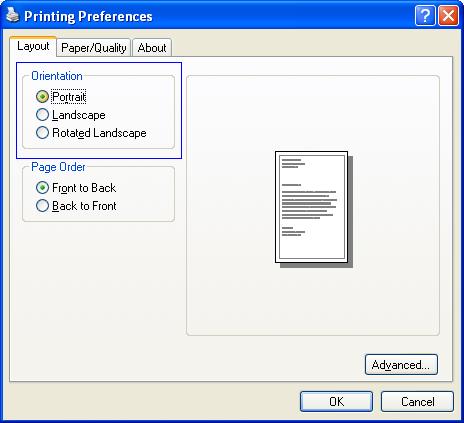 Printing Preferences
Layout
Paper/Quality
About
Orientation
Portrait
Landscape
Rotated Landscape
Page Order
Front to Back
Back to Front
Advanced...
OK
Cancel